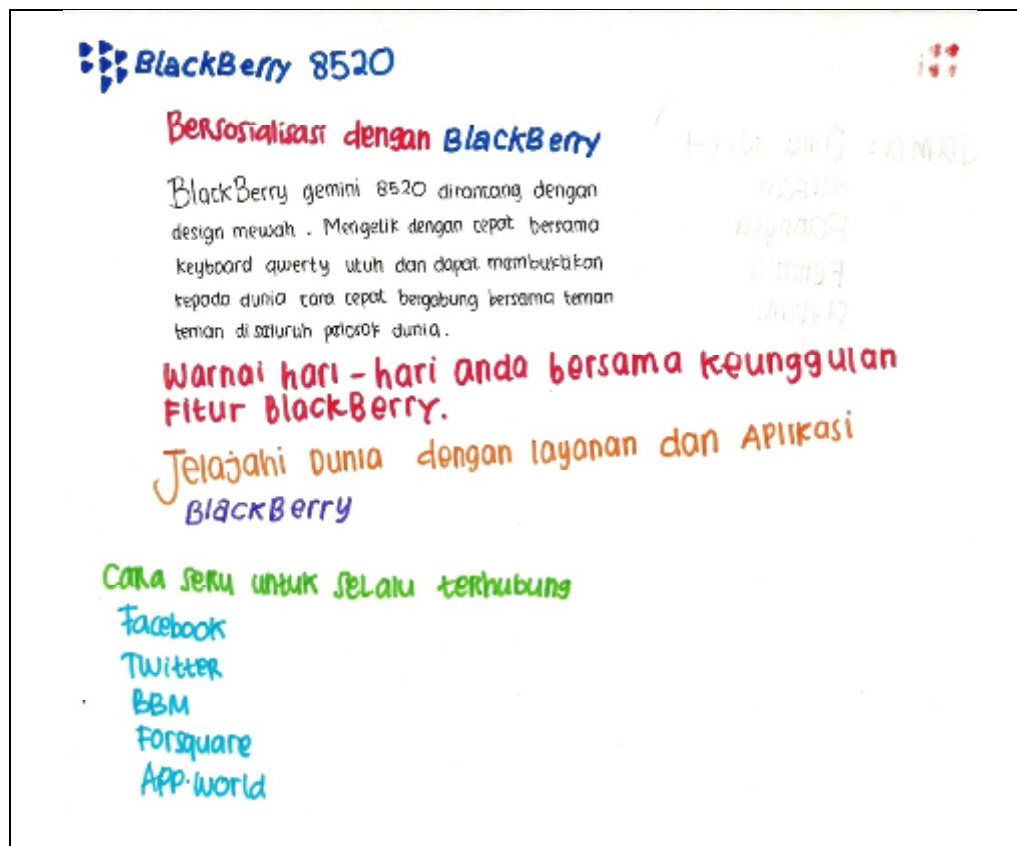 BlackBerry 8520
Bersosialisasi dengan BlackBerry
BlackBerry gemini 8520 dirancang dengan
design mewah . Mengetik dengan cepat bersama
keyboard qwerty utuh dan dapat membuktikan
kepada dunia cara cepat bergabung bersama teman
teman di seluruh pelosok dunia.
Warnai hari - hari anda bersama keunggulan
Fitur BlackBerry.
Jelajahi Dunia dengan layanan dan Aplikasi
BlackBerry
Cara seru untuk selalu terhubung
Facebook
Twitter
BBM
Forsquare
App.world